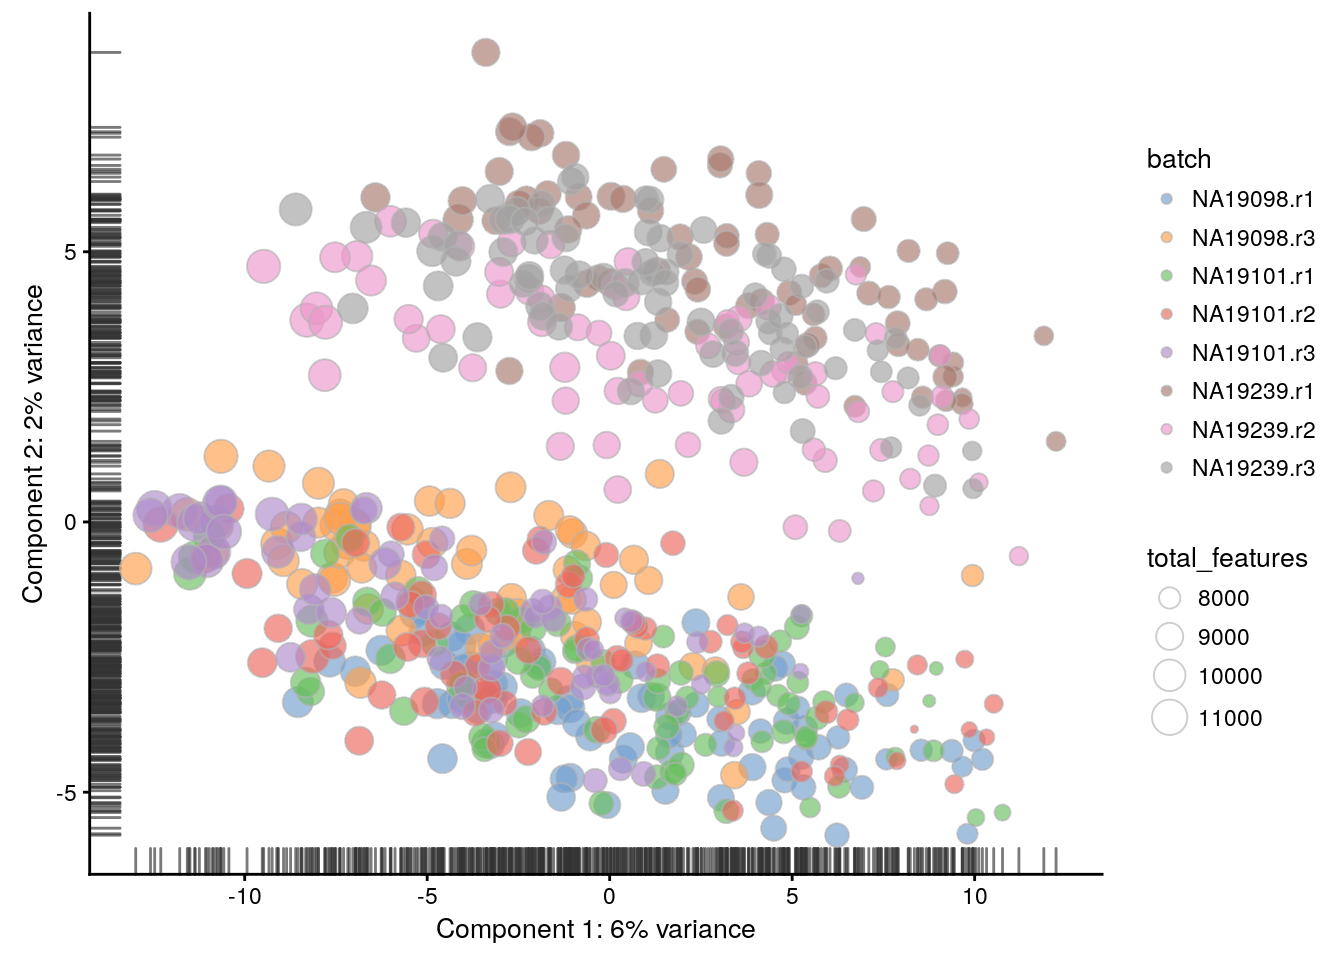 5
0
-5
Component 2: 2% variance
-10
-5
0
5
10
Component 1: 6% variance
batch
NA19098.r1
NA19098.r3
NA19101.r1
NA19101.r2
NA19101.r3
NA19239.r1
NA19239.r2
NA19239.r3
total_features
8000
9000
10000
11000